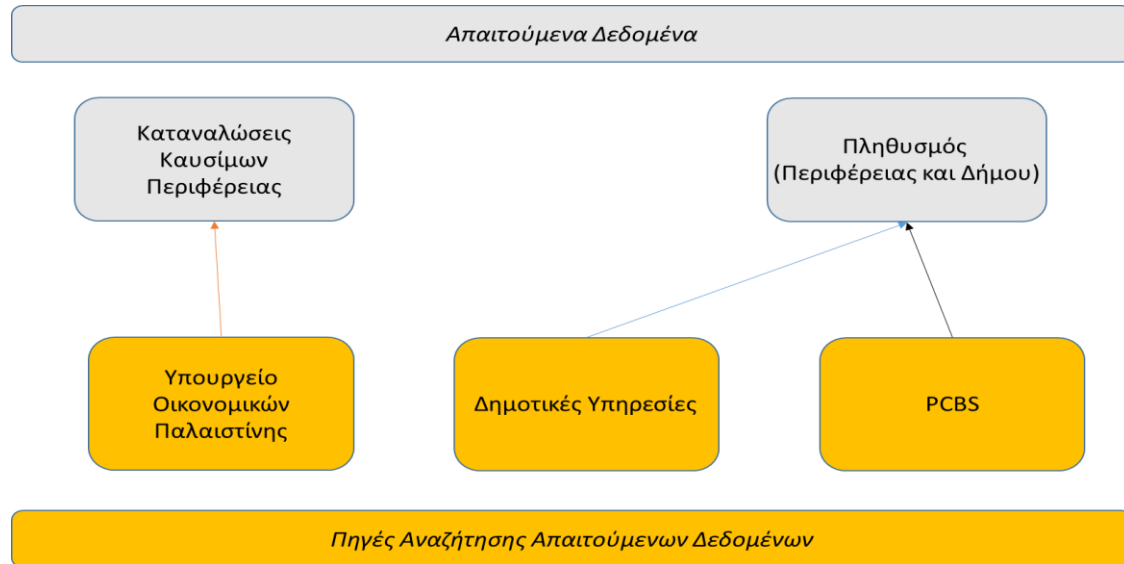 Απαιτούμενα Δεδομένα
Καταναλώσεις
Καυσίμων
Περιφέρειας
Πληθυσμός
(Περιφέρειας και Δήμου)
Υπουργείο
Οικονομικών
Παλαιστίνης
Δημοτικές Υπηρεσίες
PCBS
Πηγές Αναζήτησης Απαιτούμενων Δεδομένων